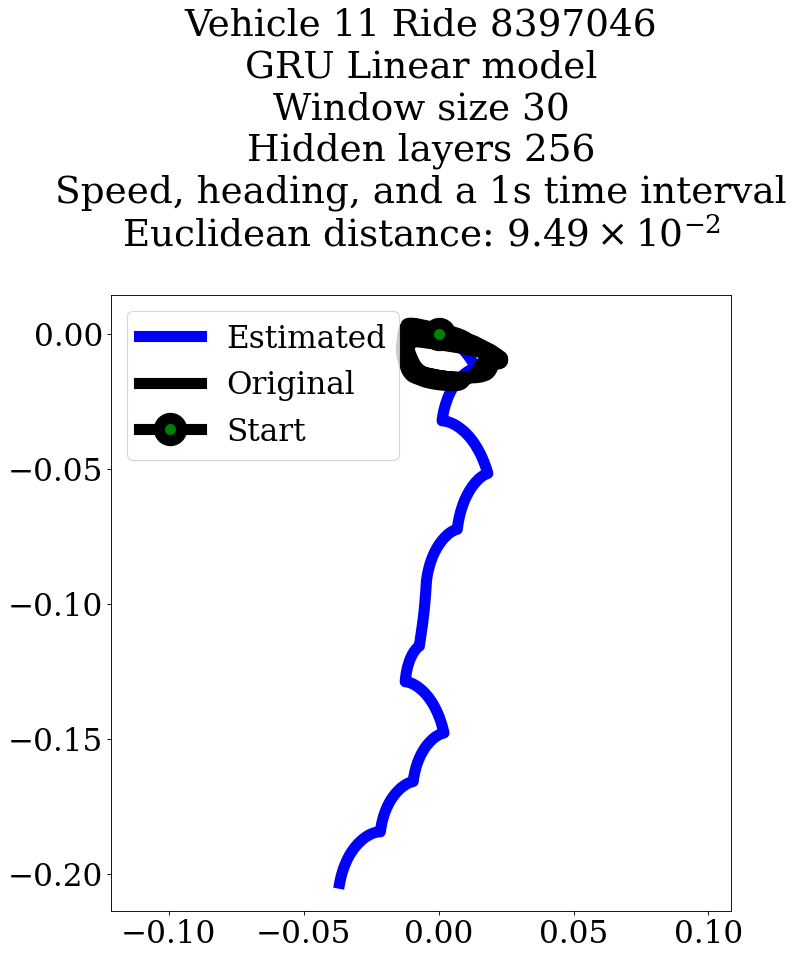 Vehicle 11 Ride 8397046
GRU Linear model
Window size 30
Hidden layers 256
Speed, heading, and a 1s time interval
Euclidean distance: 9.49 × 10⁻²
Estimated
Original
Start
0.00
−0.05
−0.10
−0.15
−0.20
−0.10 −0.05 0.00 0.05 0.10